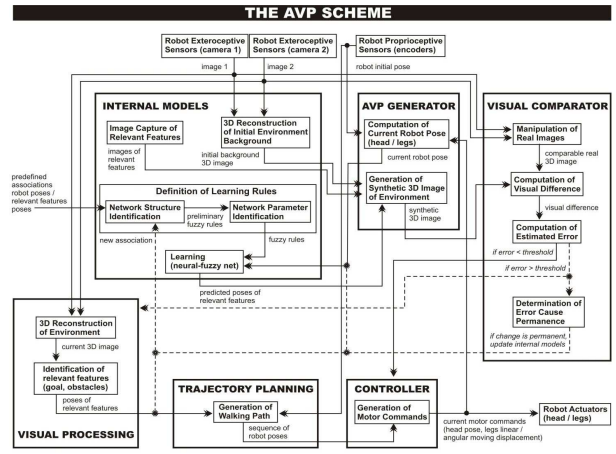 THE AVP SCHEME
Robot Exteroceptive
Sensors (camera 1)
Robot Exteroceptive
Sensors (camera 2)
Robot Proprioceptive
Sensors (encoders)
image 1
image 2
robot initial pose
INTERNAL MODELS
Image Capture of
Relevant Features
images of
relevant
features
3D Reconstruction
of Initial Environment
Background
initial background
3D image
predefined
associations
robot poses /
relevant features
poses
Definition of Learning Rules
Network Structure
Identification
preliminary
fuzzy rules
Network Parameter
Identification
new association
fuzzy rules
Learning
(neural-fuzzy net)
predicted poses of
relevant features
AVP GENERATOR
Computation of
Current Robot Pose
(head / legs)
current robot pose
Generation of
Synthetic 3D Image
of Environment
synthetic
3D image
VISUAL COMPARATOR
Manipulation of
Real Images
comparable real
3D image
Computation of
Visual Difference
visual difference
Computation of
Estimated Error
if error < threshold
if error > threshold
Determination of
Error Cause
Permanence
if change is permanent,
update internal models
3D Reconstruction
of Environment
current 3D image
Identification of
relevant features
(goal, obstacles)
poses of
relevant features
VISUAL PROCESSING
TRAJECTORY PLANNING
Generation of
Walking Path
sequence of
robot poses
CONTROLLER
Generation of
Motor Commands
current motor commands
(head pose, legs linear /
angular moving displacement)
Robot Actuators
(head / legs)